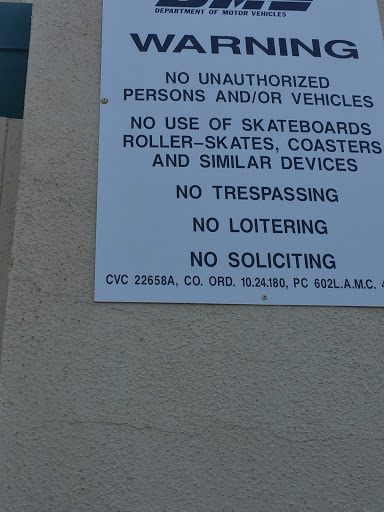 DMV
DEPARTMENT OF MOTOR VEHICLES
WARNING
NO UNAUTHORIZED
PERSONS AND/OR VEHICLES
NO USE OF SKATEBOARDS
ROLLER-SKATES, COASTERS
AND SIMILAR DEVICES
NO TRESPASSING
NO LOITERING
NO SOLICITING
CVC 22658A, CO. ORD. 10.24.180, PC 602L.A.M.C.